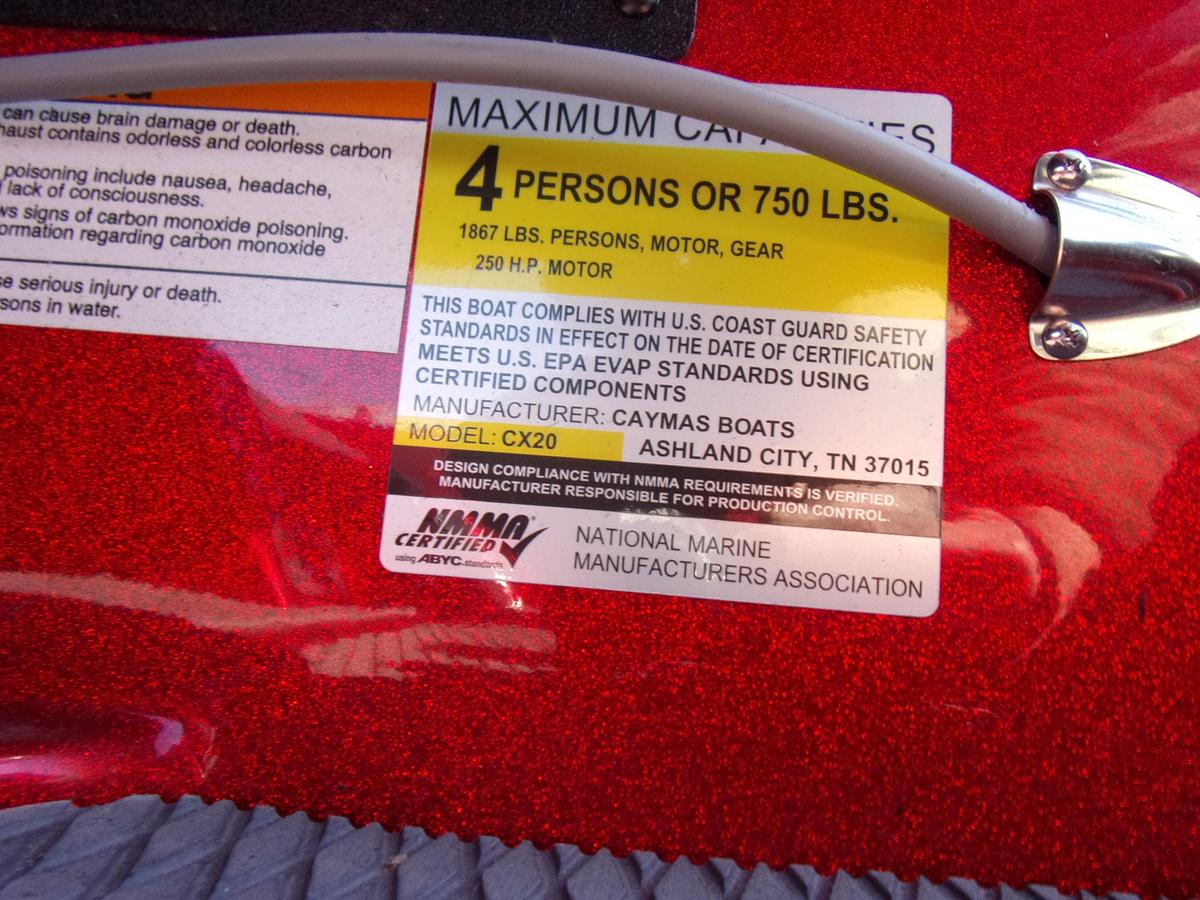 can cause brain damage or death.
haust contains odorless and colorless carbon
poisoning include nausea, headache,
lack of consciousness.
ws signs of carbon monoxide poisoning.
ormation regarding carbon monoxide
se serious injury or death.
rsons in water.
MAXIMUM
4 PERSONS OR 750 LBS.
1867 LBS. PERSONS, MOTOR, GEAR
250 H.P. MOTOR
THIS BOAT COMPLIES WITH U.S. COAST GUARD SAFETY
STANDARDS IN EFFECT ON THE DATE OF CERTIFICATION
MEETS U.S. EPA EVAP STANDARDS USING
CERTIFIED COMPONENTS
MANUFACTURER: CAYMAS BOATS
MODEL: CX20 ASHLAND CITY, TN 37015
DESIGN COMPLIANCE WITH NMMA REQUIREMENTS IS VERIFIED.
MANUFACTURER RESPONSIBLE FOR PRODUCTION CONTROL.
NMMA
CERTIFIED
using ABYC standards
NATIONAL MARINE
MANUFACTURERS ASSOCIATION